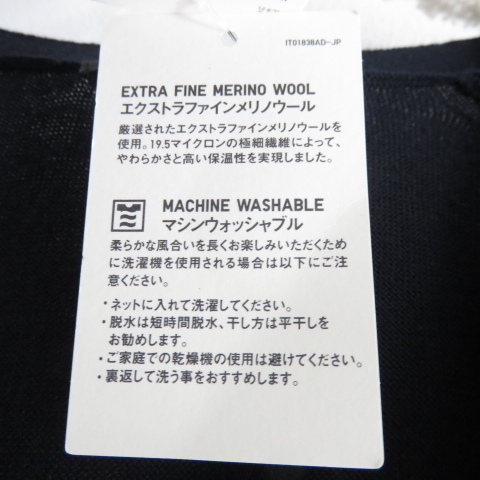 IT01838AD-JP
EXTRA FINE MERINO WOOL
エクストラファインメリノウール
厳選されたエクストラファインメリノウールを
使用。19.5マイクロンの極細繊維によって、
やわらかさと高い保温性を実現しました。
MACHINE WASHABLE
マシンウォッシャブル
柔らかな風合いを長くお楽しみいただくため
に洗濯機を使用される場合は以下にご注
意ください。
・ネットに入れて洗濯してください。
・脱水は短時間脱水、干し方は平干しを
お勧めします。
・ご家庭での乾燥機の使用は避けてください。
・裏返して洗う事をおすすめします。